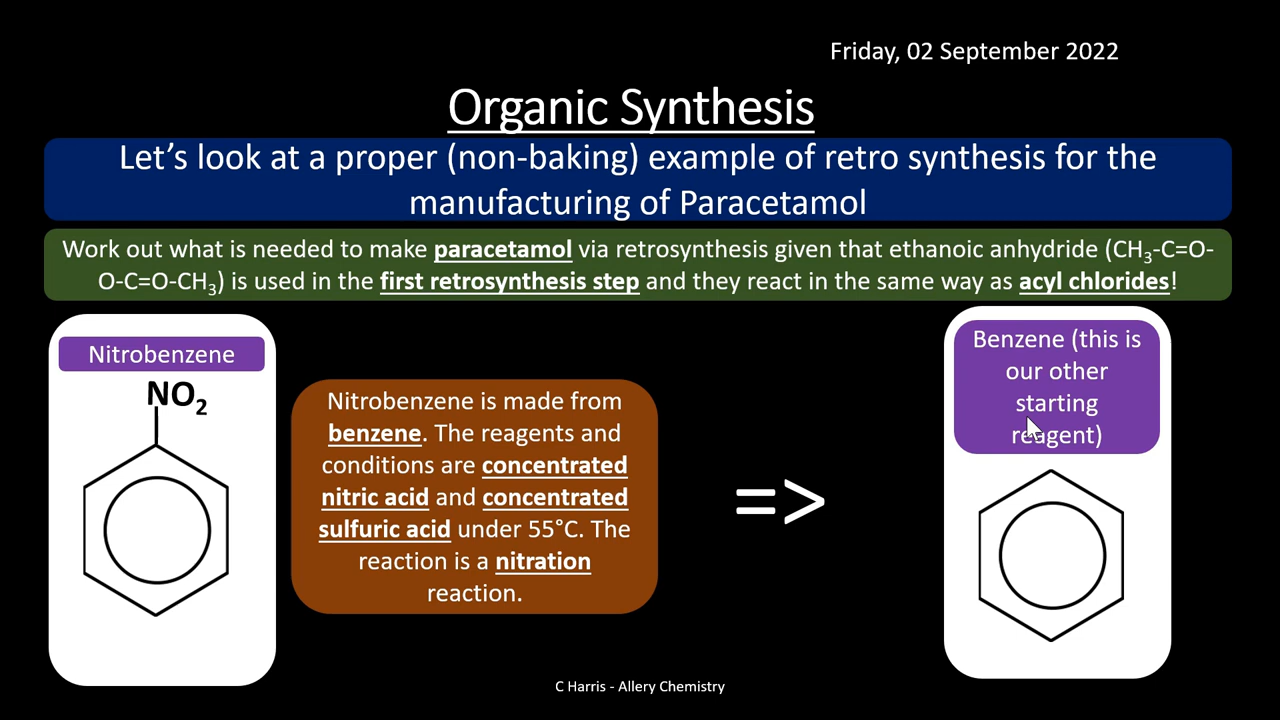 Friday, 02 September 2022
Organic Synthesis
Let’s look at a proper (non-baking) example of retro synthesis for the
manufacturing of Paracetamol
Work out what is needed to make paracetamol via retrosynthesis given that ethanoic anhydride (CH₃-C=O-
O-C=O-CH₃) is used in the first retrosynthesis step and they react in the same way as acyl chlorides!
Nitrobenzene
NO₂
Nitrobenzene is made from
benzene. The reagents and
conditions are concentrated
nitric acid and concentrated
sulfuric acid under 55°C. The
reaction is a nitration
reaction.
=>
Benzene (this is
our other
starting
reagent)
C Harris - Allery Chemistry